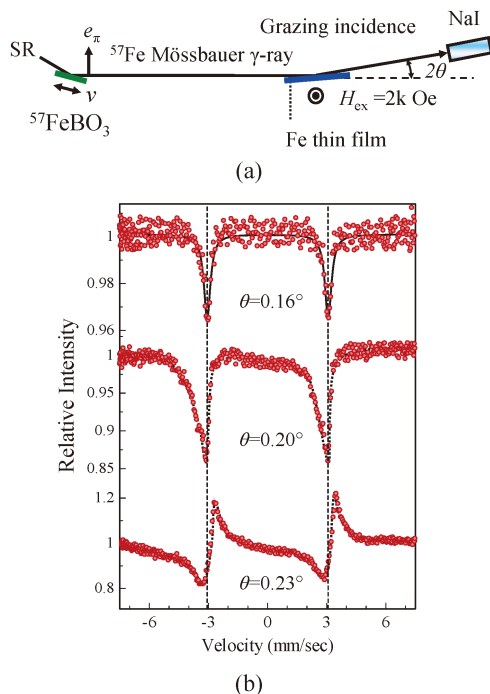 Grazing incidence
NaI
SR
eπ
⁵⁷Fe Mössbauer γ-ray
2θ
v
⁵⁷FeBO₃
Hex =2k Oe
Fe thin film
(a)
Relative Intensity
1
0.98
θ=0.16°
0.96
1
0.95
0.9
θ=0.20°
0.85
1.2
1
θ=0.23°
0.8
-6 -3 0 3 6
Velocity (mm/sec)
(b)